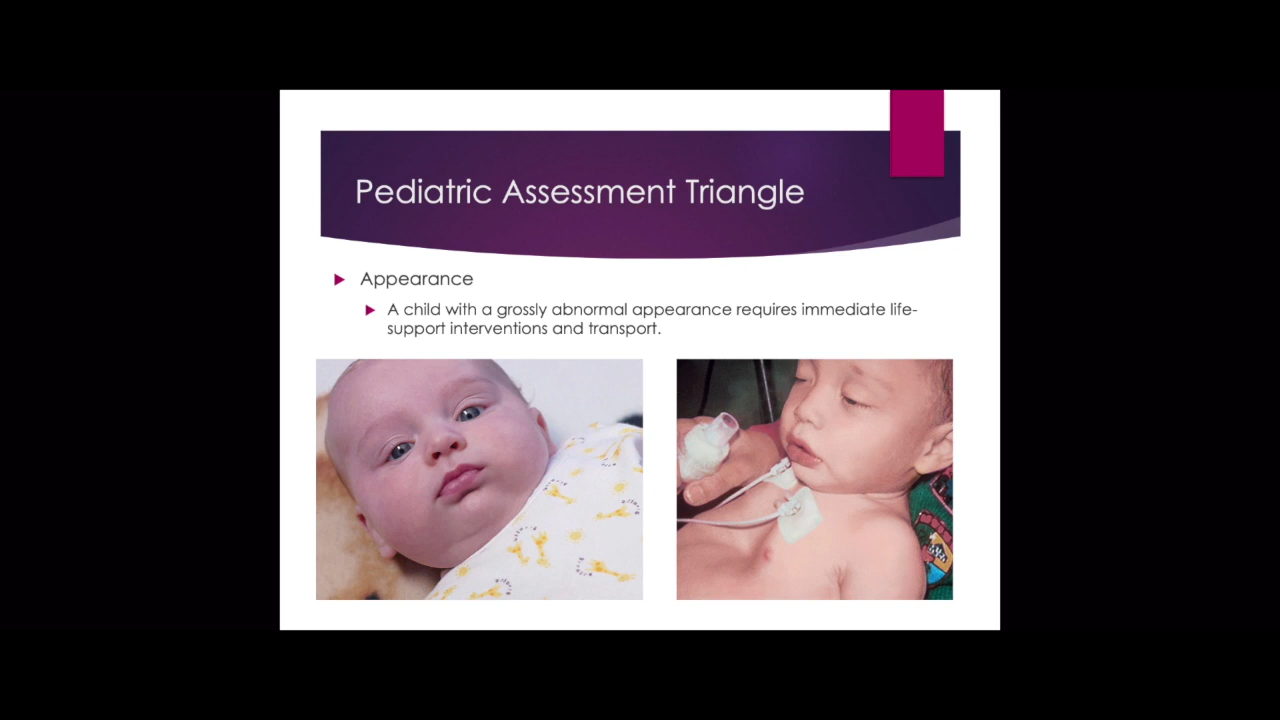 Pediatric Assessment Triangle
Appearance
A child with a grossly abnormal appearance requires immediate life-
support interventions and transport.